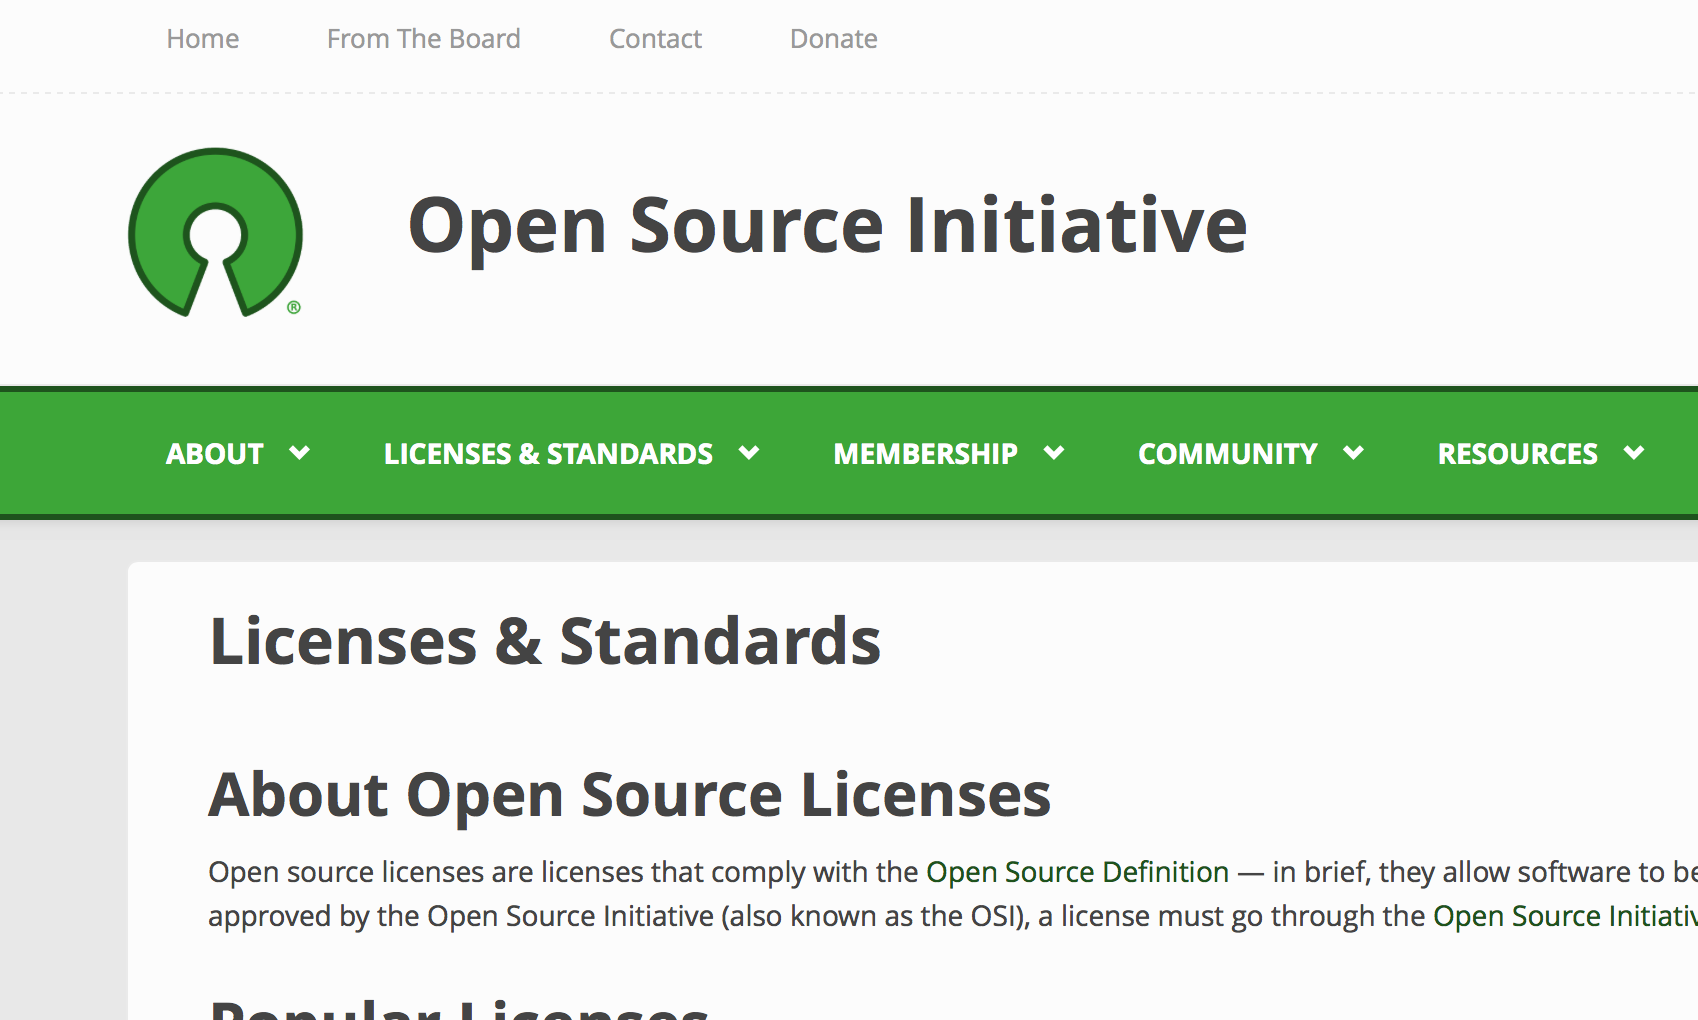 Home From The Board Contact Donate
Open Source Initiative
®
ABOUT LICENSES & STANDARDS MEMBERSHIP COMMUNITY RESOURCES
Licenses & Standards
About Open Source Licenses
Open source licenses are licenses that comply with the Open Source Definition — in brief, they allow software to be
approved by the Open Source Initiative (also known as the OSI), a license must go through the Open Source Initiativ
Popular Licenses